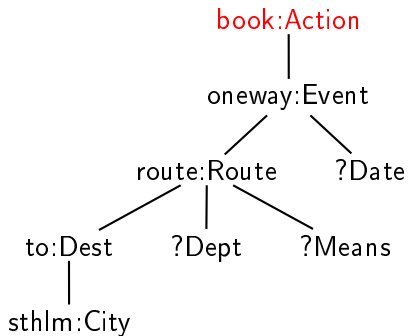 book:Action
oneway:Event
route:Route ?Date
to:Dest ?Dept ?Means
sthlm:City